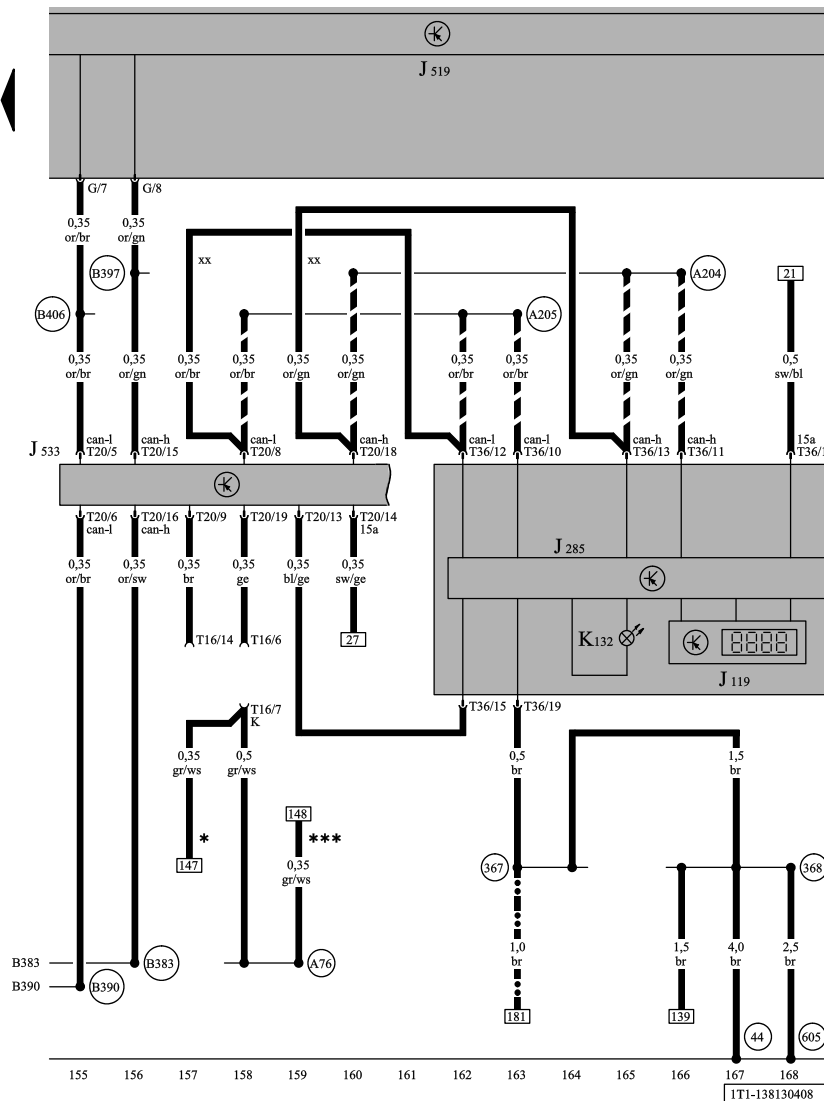 J 519
G/7 G/8
0,35 0,35
or/br or/gn
xx xx
B397 A204 21
B406 A205
0,35 0,35 0,35 0,35 0,35 0,35 0,35 0,35 0,35 0,35 0,5
or/br or/gn or/br or/br or/gn or/gn or/br or/br or/gn or/gn sw/bl
can-l can-h can-l can-h can-l can-l can-h can-h 15a
J 533 T20/5 T20/15 T20/8 T20/18 T36/12 T36/10 T36/13 T36/11
T20/6 T20/16 T20/9 T20/19 T20/13 T20/14
can-l can-h 15a
J 285
0,35 0,35 0,35 0,35 0,35 0,35
or/br or/sw br ge bl/ge sw/ge
T16/14 T16/6 27 K132 8888
J 119
T16/7 T36/15 T36/19
K
0,35 0,5 0,5 1,5
gr/ws gr/ws br br
148
* ***
147 0,35 367 368
gr/ws
1,0 1,5 4,0 2,5
br br br br
B383 B383 A76
B390 B390
181 139
44 605
155 156 157 158 159 160 161 162 163 164 165 166 167 168
1T1-138130408